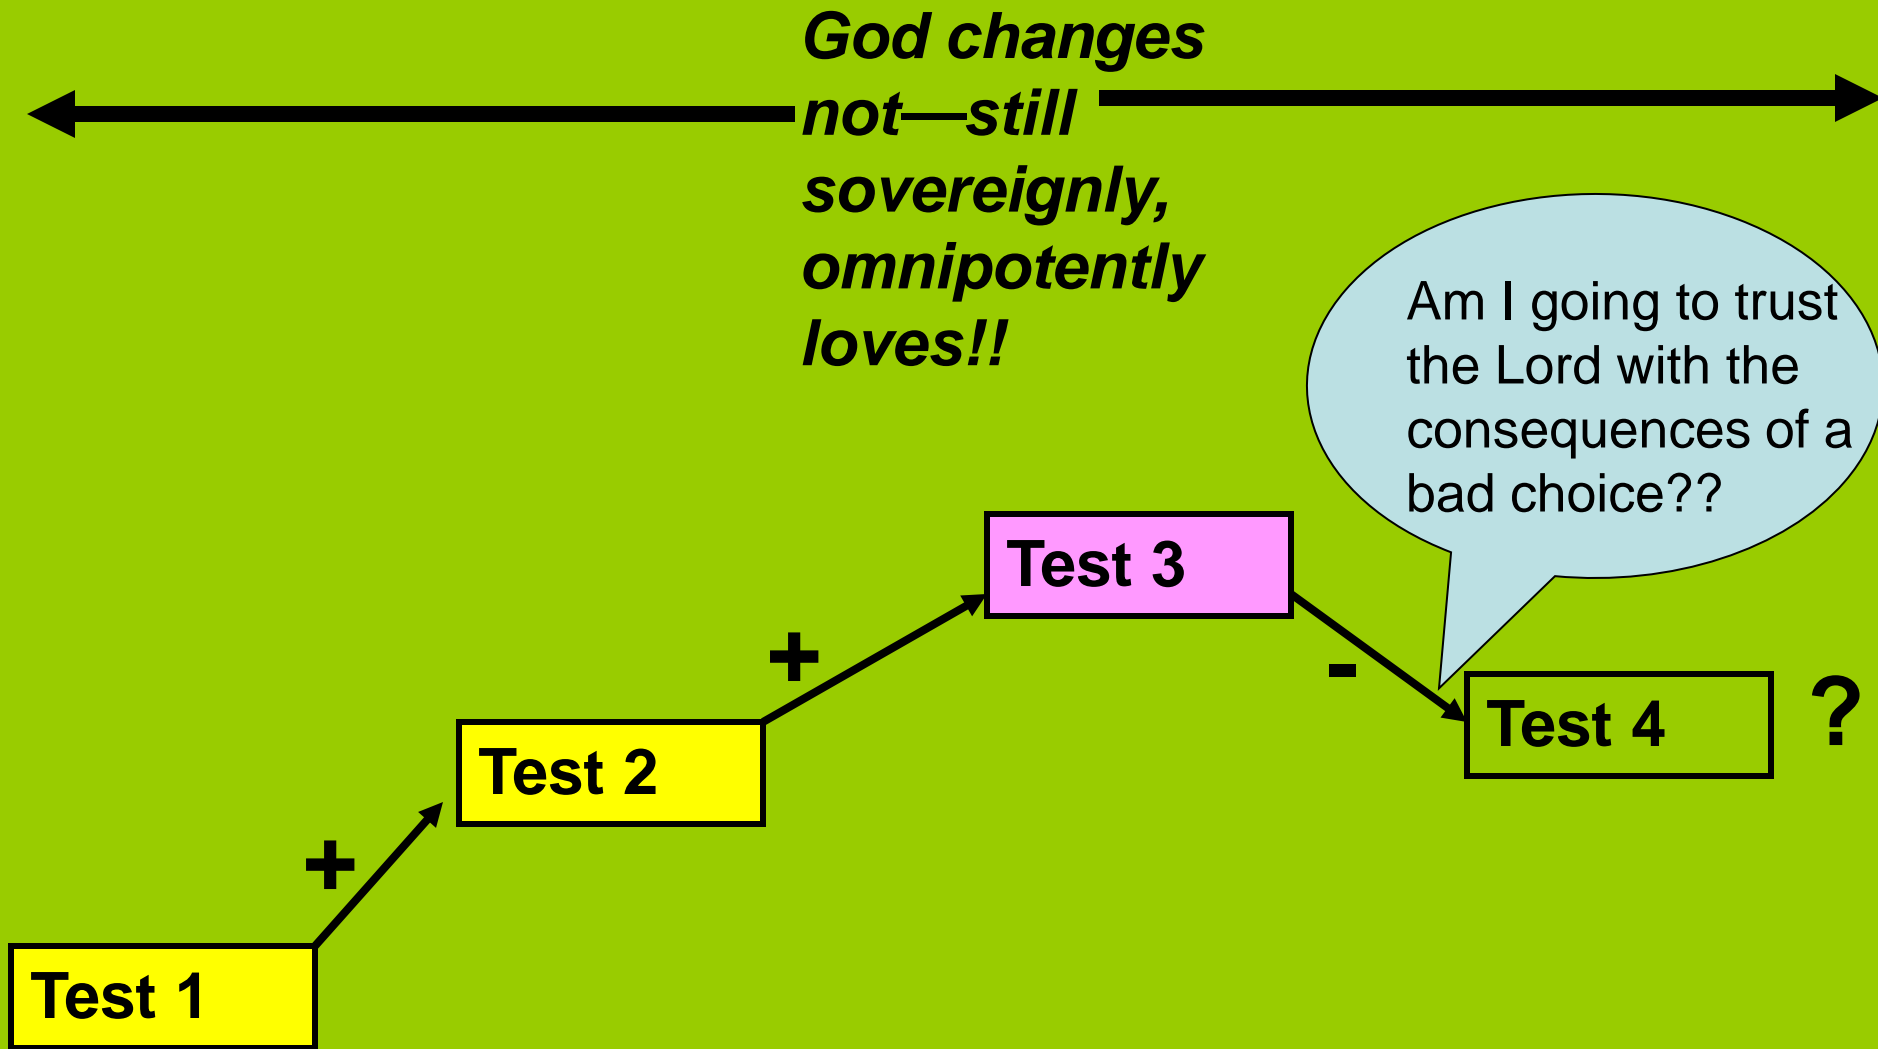 God changes
not—still
sovereignly,
omnipotently
loves!!
Am I going to trust
the Lord with the
consequences of a
bad choice??
Test 3
+
-
Test 4 ?
Test 2
+
Test 1